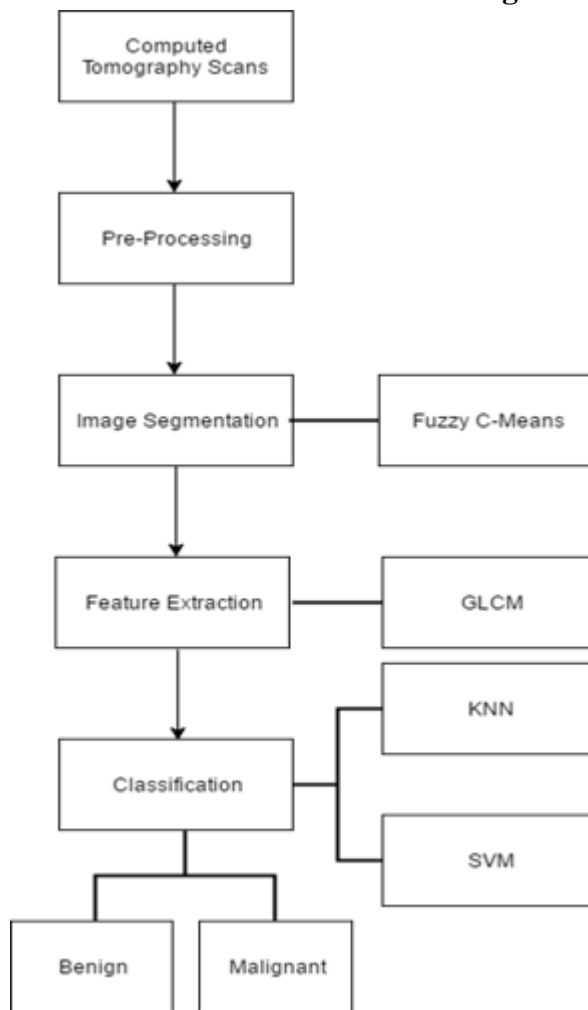 Computed
Tomography Scans
Pre-Processing
Image Segmentation
Fuzzy C-Means
Feature Extraction
GLCM
KNN
Classification
SVM
Benign
Malignant